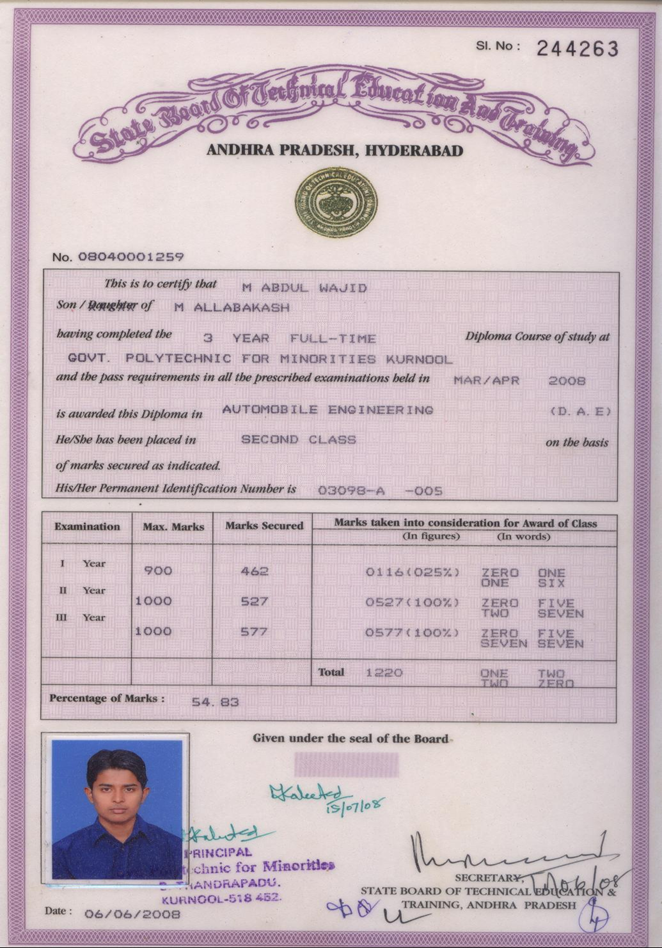 Sl. No : 244263
State Board Of Technical Education And Training
ANDHRA PRADESH, HYDERABAD
No. 08040001259
This is to certify that M ABDUL WAJID
Son / Daughter of M ALLABAKASH
having completed the 3 YEAR FULL-TIME Diploma Course of study at
GOVT. POLYTECHNIC FOR MINORITIES KURNOOL
and the pass requirements in all the prescribed examinations held in MAR/APR 2008
is awarded this Diploma in AUTOMOBILE ENGINEERING (D.A.E)
He/She has been placed in SECOND CLASS on the basis
of marks secured as indicated.
His/Her Permanent Identification Number is 03098-A -005
Examination Max. Marks Marks Secured Marks taken into consideration for Award of Class
(In figures) (In words)
I Year 900 462 0116(025%) ZERO ONE
ONE SIX
II Year 1000 527 0527(100%) ZERO FIVE
TWO SEVEN
III Year 1000 577 0577(100%) ZERO FIVE
SEVEN SEVEN
Total 1220 ONE TWO
TWO ZERO
Percentage of Marks : 54.83
Given under the seal of the Board
15/07/08
PRINCIPAL
technic for Minorities
THANDRAPADU.
KURNOOL-518 452.
SECRETARY,
STATE BOARD OF TECHNICAL EDUCATION &
TRAINING, ANDHRA PRADESH
Date : 06/06/2008